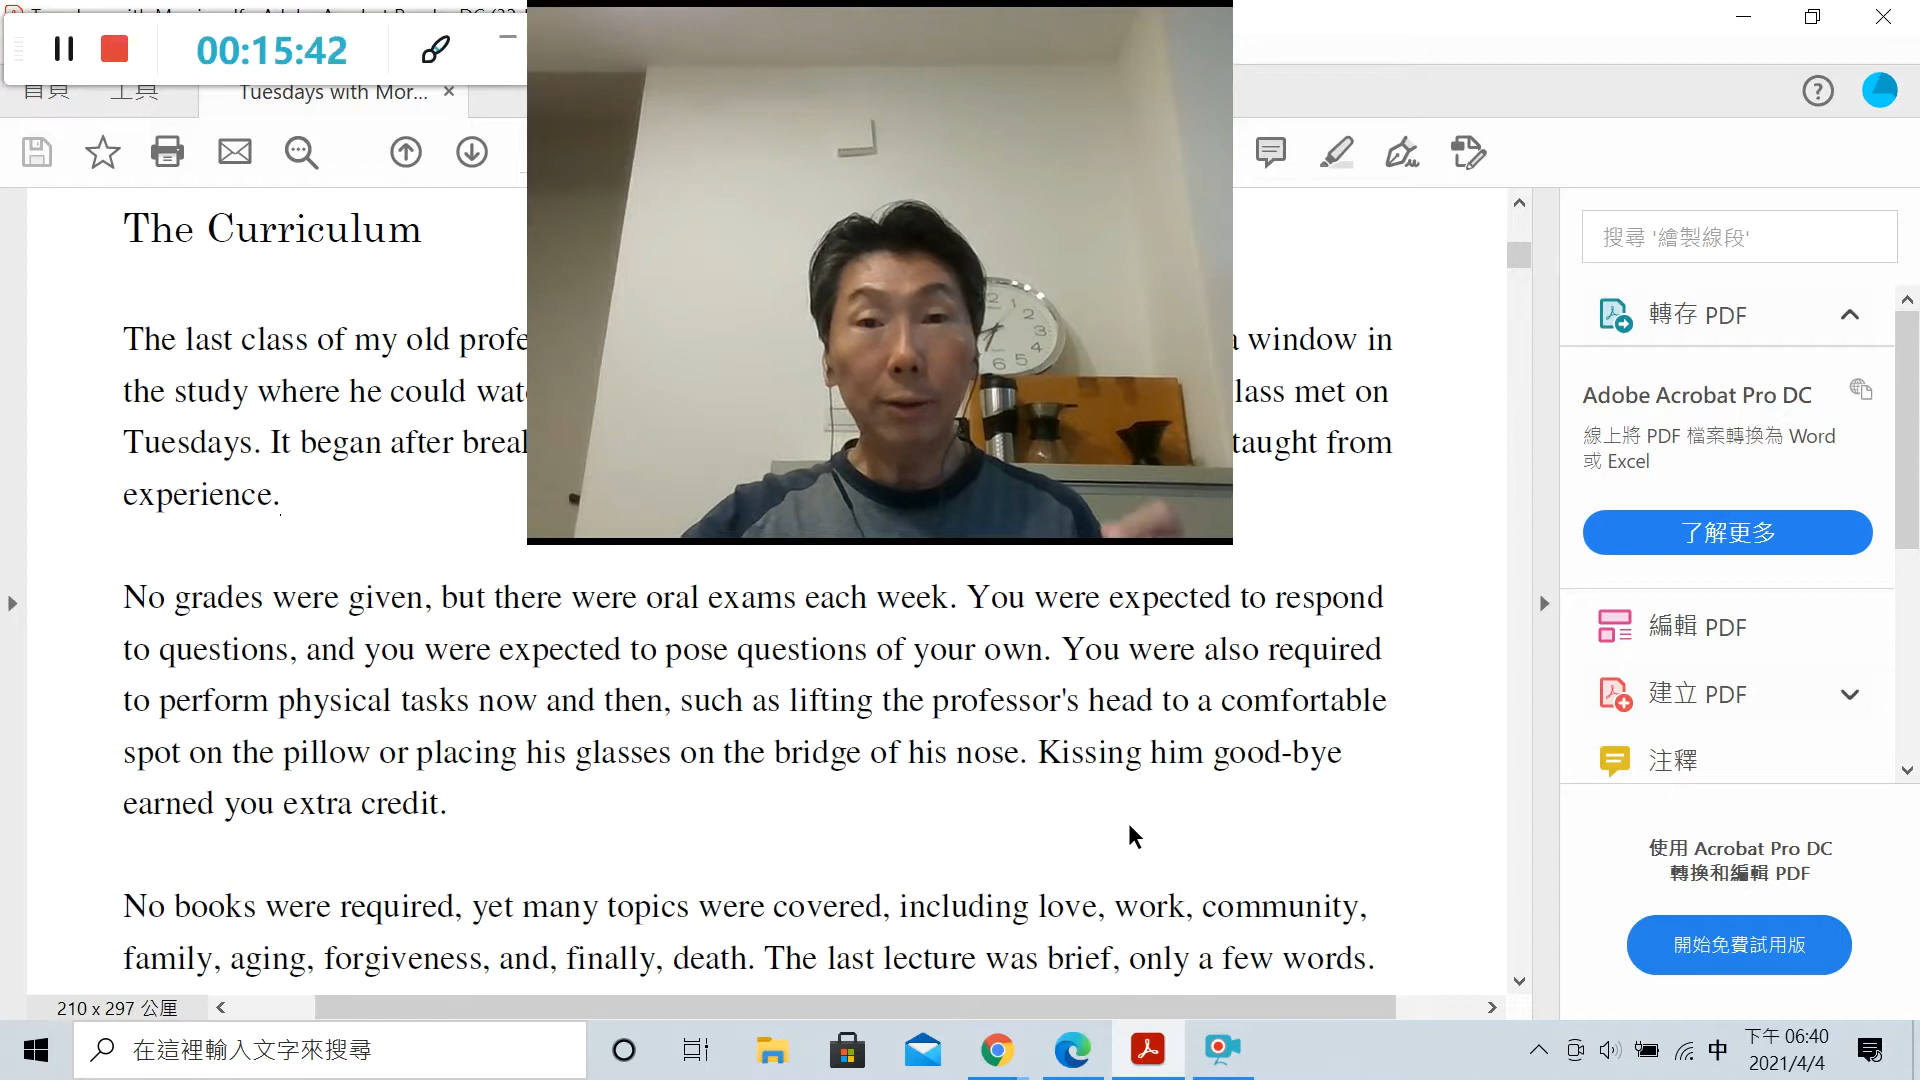 00:15:42
首頁
工具
Tuesdays with Mor...
The Curriculum
The last class of my old profe
a window in
the study where he could wat
lass met on
Tuesdays. It began after break
taught from
experience.
No grades were given, but there were oral exams each week. You were expected to respond
to questions, and you were expected to pose questions of your own. You were also required
to perform physical tasks now and then, such as lifting the professor's head to a comfortable
spot on the pillow or placing his glasses on the bridge of his nose. Kissing him good-bye
earned you extra credit.
No books were required, yet many topics were covered, including love, work, community,
family, aging, forgiveness, and, finally, death. The last lecture was brief, only a few words.
210 x 297 公厘
搜尋 '繪製線段'
轉存 PDF
Adobe Acrobat Pro DC
線上將 PDF 檔案轉換為 Word
或 Excel
了解更多
編輯 PDF
建立 PDF
注釋
使用 Acrobat Pro DC
轉換和編輯 PDF
開始免費試用版
在這裡輸入文字來搜尋
中
下午 06:40
2021/4/4